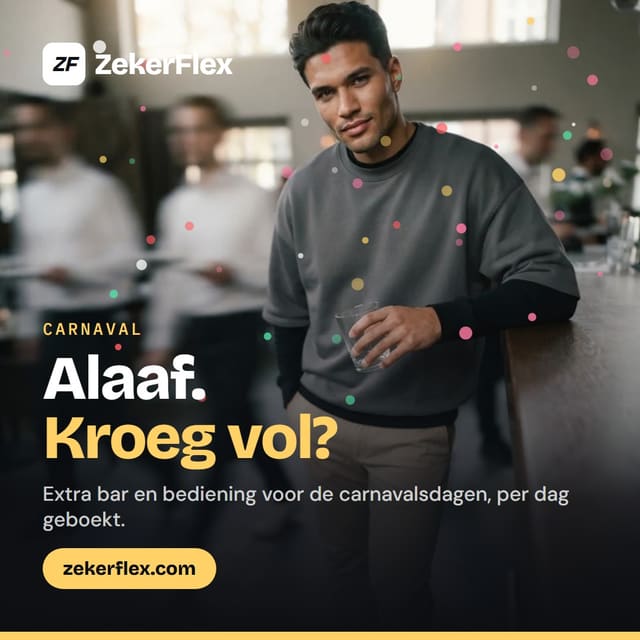 ZF ZekerFlex
CARNAVAL
Alaaf.
Kroeg vol?
Extra bar en bediening voor de carnavalsdagen, per dag
geboekt.
zekerflex.com